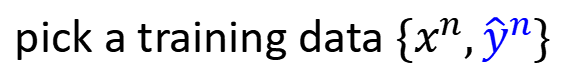 pick a training data {xⁿ, ŷⁿ}